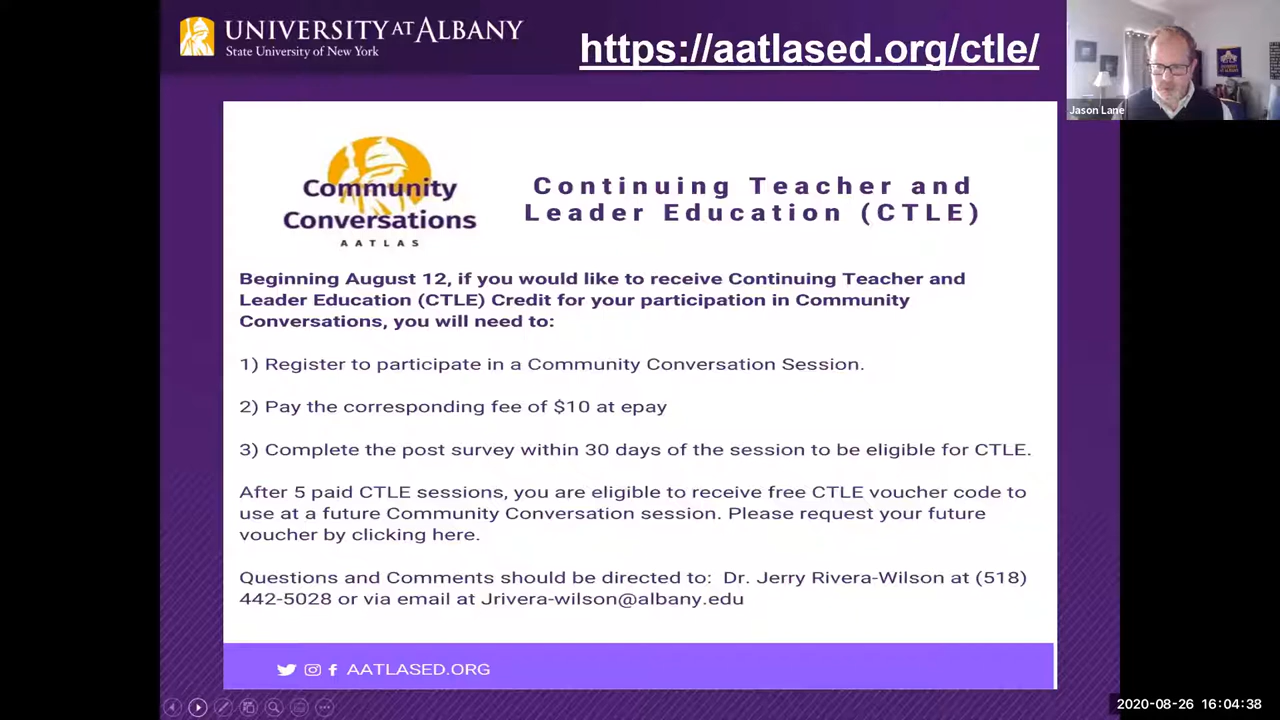 UNIVERSITY AT ALBANY
State University of New York
https://aatlased.org/ctle/
Jason Lane
Community
Conversations
AATLAS
Continuing Teacher and
Leader Education (CTLE)
Beginning August 12, if you would like to receive Continuing Teacher and
Leader Education (CTLE) Credit for your participation in Community
Conversations, you will need to:
1) Register to participate in a Community Conversation Session.
2) Pay the corresponding fee of $10 at epay
3) Complete the post survey within 30 days of the session to be eligible for CTLE.
After 5 paid CTLE sessions, you are eligible to receive free CTLE voucher code to
use at a future Community Conversation session. Please request your future
voucher by clicking here.
Questions and Comments should be directed to: Dr. Jerry Rivera-Wilson at (518)
442-5028 or via email at Jrivera-wilson@albany.edu
AATLASED.ORG
2020-08-26 16:04:38